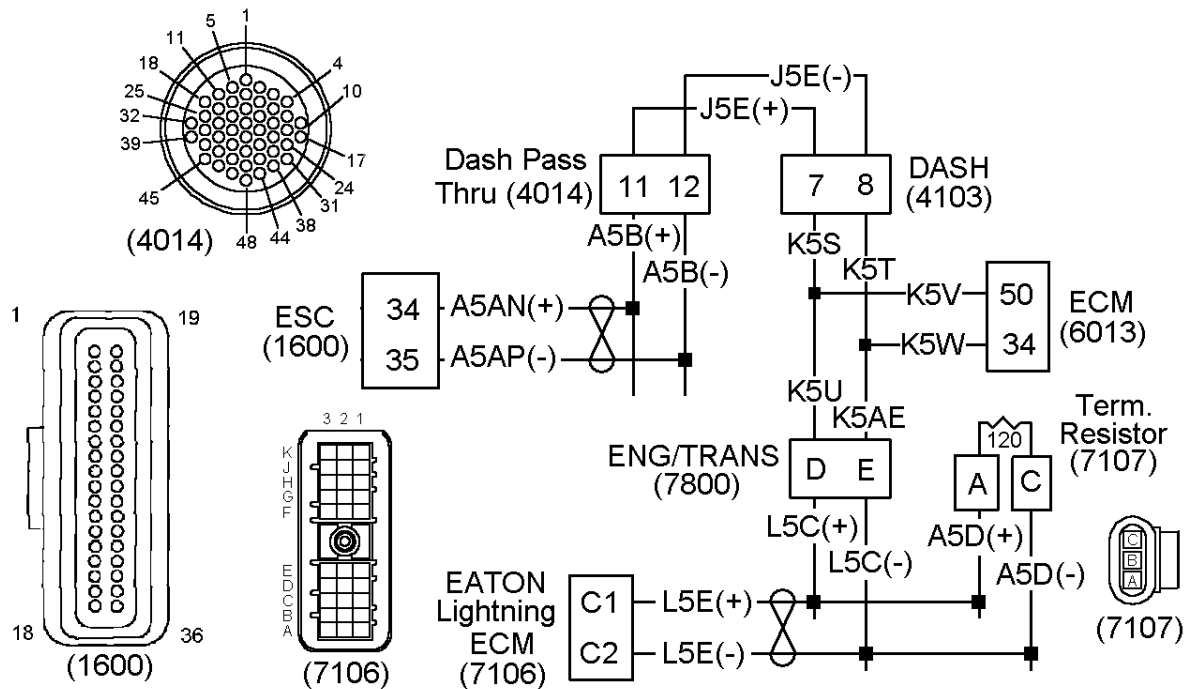 1
5
11
4
18
10
25
32
39
17
24
45
31
38
44
48
(4014)
J5E(-)
J5E(+)
Dash Pass
Thru (4014)
11 12
7 8
DASH
(4103)
A5B(+)
A5B(-)
K5S
K5T
ESC
(1600)
34
35
A5AN(+)
A5AP(-)
K5V
K5W
50
34
ECM
(6013)
K5U
K5AE
ENG/TRANS
(7800)
D E
L5C(+)
L5C(-)
120
A
C
Term.
Resistor
(7107)
A5D(+)
A5D(-)
EATON
Lightning
ECM
(7106)
C1
C2
L5E(+)
L5E(-)
1
19
18
36
(1600)
3 2 1
K
J
H
G
F
E
D
C
B
A
(7106)
C
B
A
(7107)